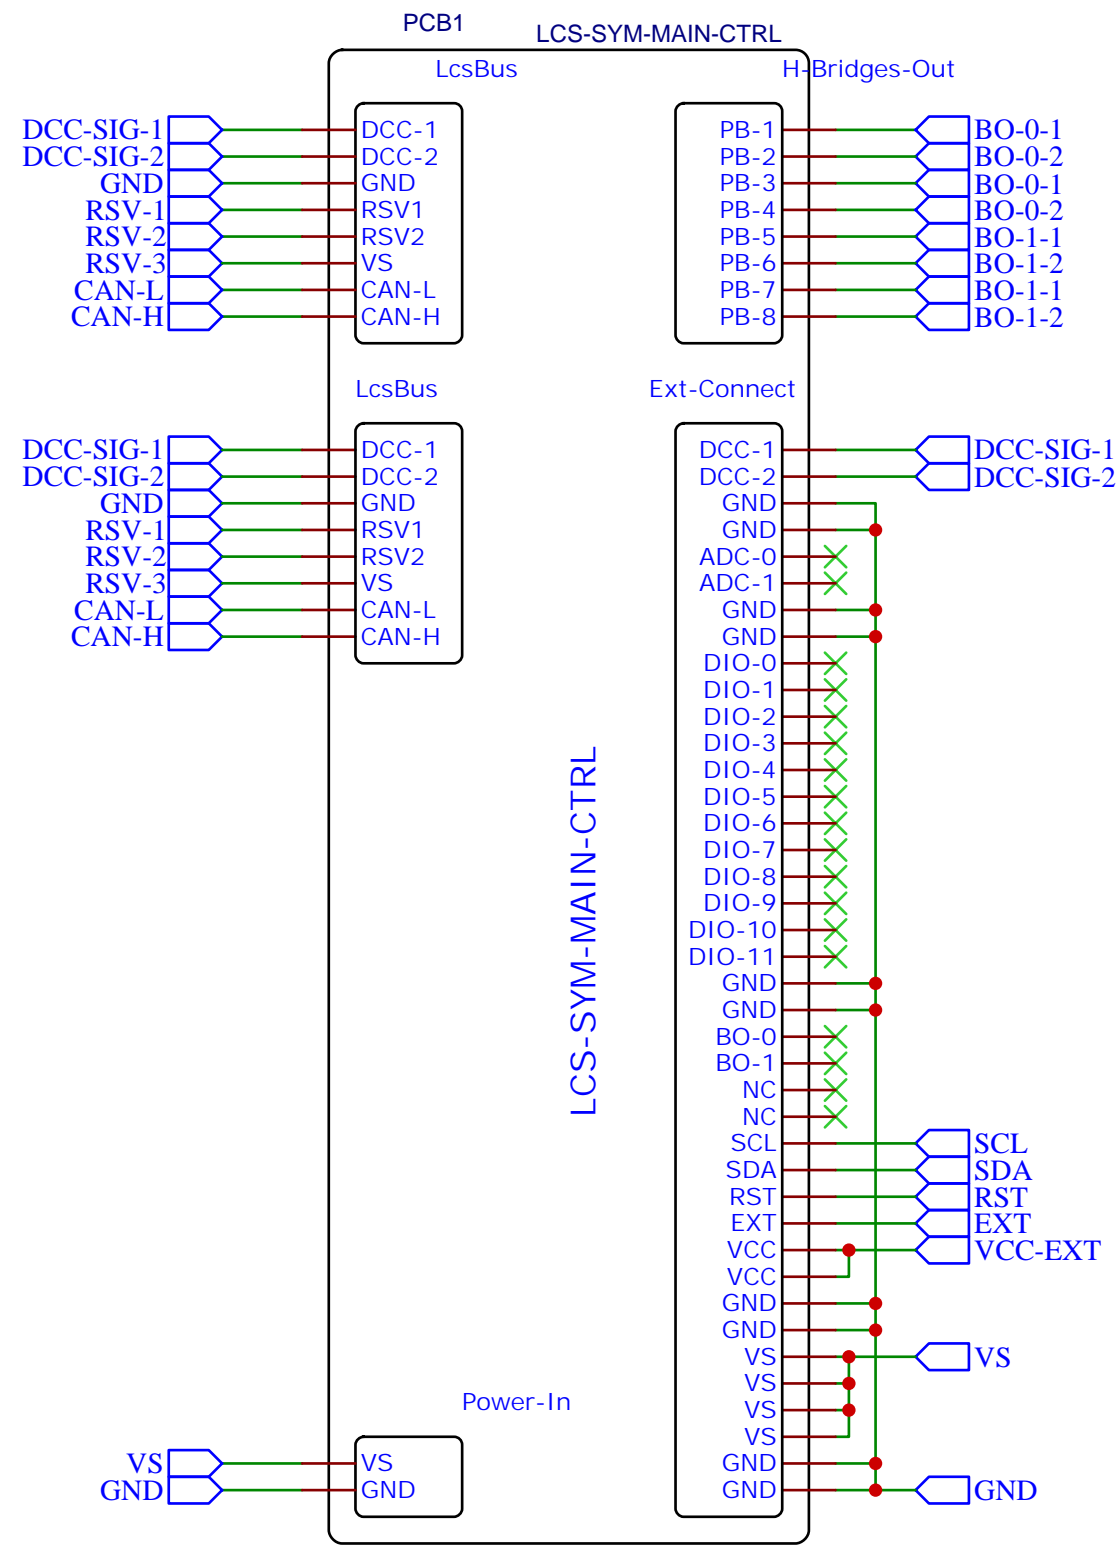 PCB1
LCS-SYM-MAIN-CTRL
LcsBus
H-Bridges-Out
DCC-SIG-1 DCC-1
DCC-SIG-2 DCC-2
GND GND
RSV-1 RSV1
RSV-2 RSV2
RSV-3 VS
CAN-L CAN-L
CAN-H CAN-H
PB-1 BO-0-1
PB-2 BO-0-2
PB-3 BO-0-1
PB-4 BO-0-2
PB-5 BO-1-1
PB-6 BO-1-2
PB-7 BO-1-1
PB-8 BO-1-2
LcsBus
DCC-SIG-1 DCC-1
DCC-SIG-2 DCC-2
GND GND
RSV-1 RSV1
RSV-2 RSV2
RSV-3 VS
CAN-L CAN-L
CAN-H CAN-H
Ext-Connect
DCC-1 DCC-SIG-1
DCC-2 DCC-SIG-2
GND
GND
ADC-0
ADC-1
GND
GND
DIO-0
DIO-1
DIO-2
DIO-3
DIO-4
DIO-5
DIO-6
DIO-7
DIO-8
DIO-9
DIO-10
DIO-11
GND
GND
BO-0
BO-1
NC
NC
SCL SCL
SDA SDA
RST RST
EXT EXT
VCC VCC-EXT
VCC
GND
GND
VS VS
VS
VS
VS
GND
GND GND
LCS-SYM-MAIN-CTRL
Power-In
VS VS
GND GND